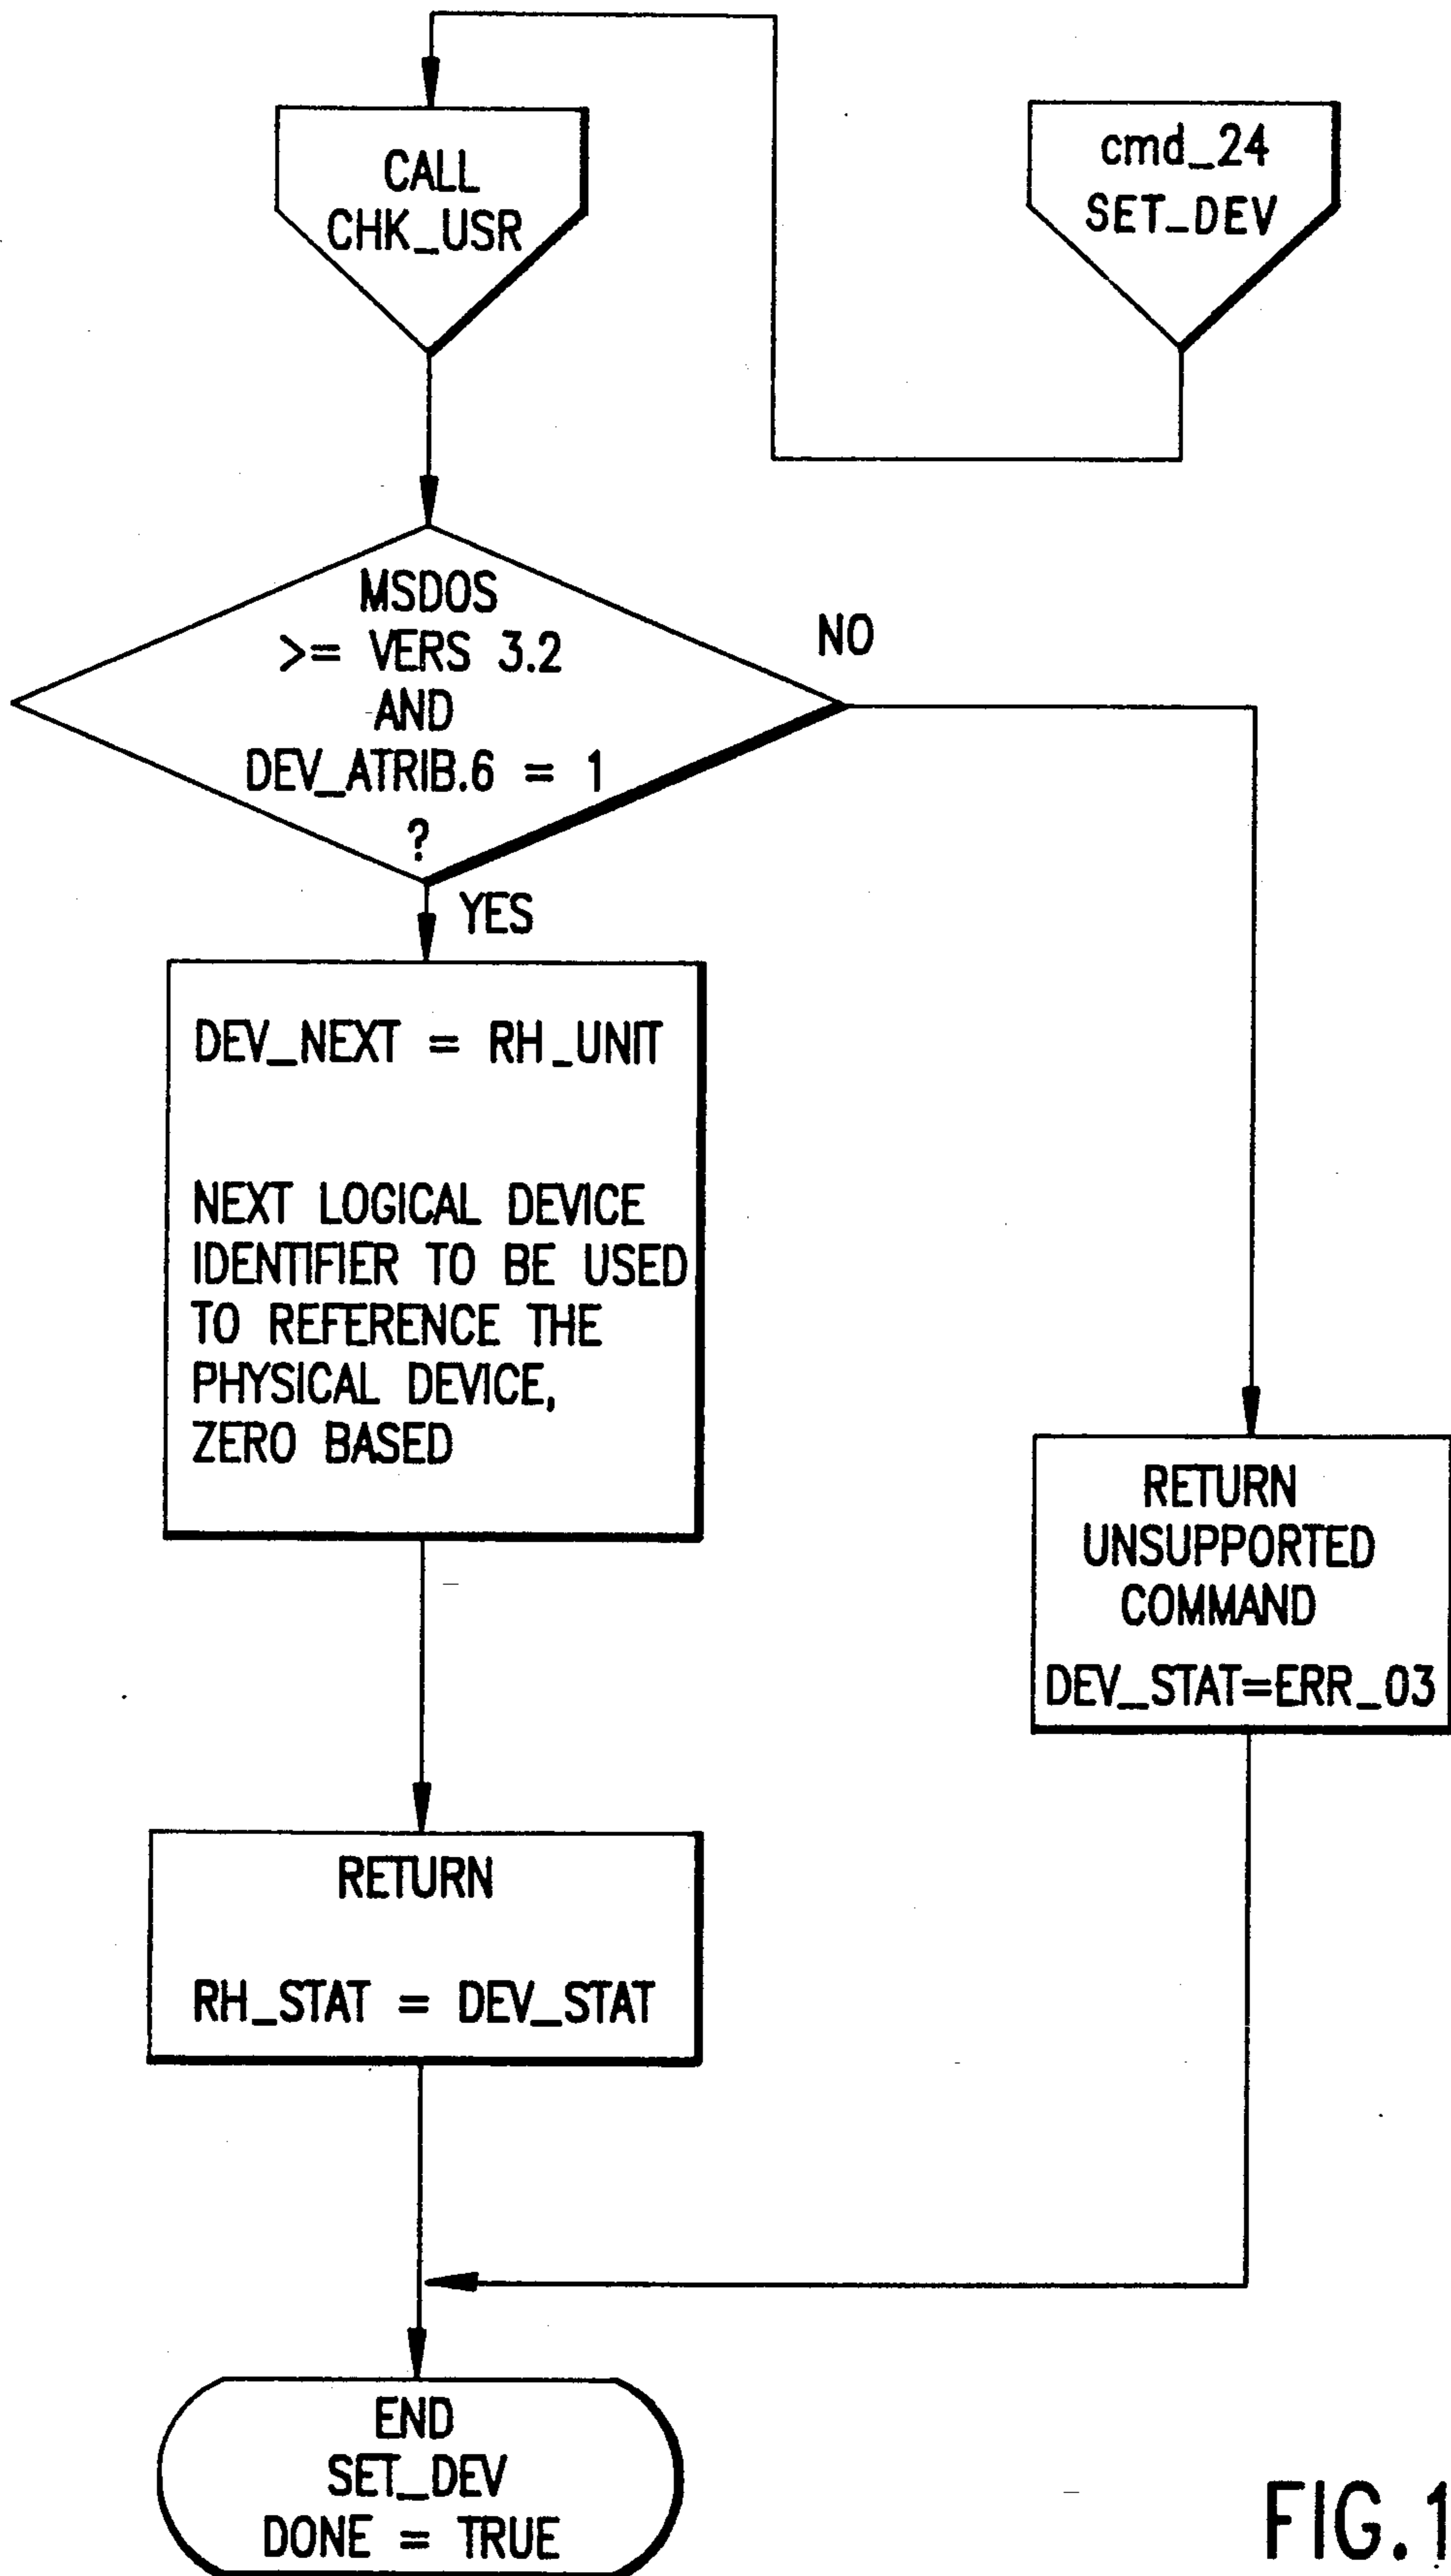 CALL
CHK_USR
cmd_24
SET_DEV
MSDOS
>= VERS 3.2
AND
DEV_ATRIB.6 = 1
?
NO
YES
DEV_NEXT = RH_UNIT
NEXT LOGICAL DEVICE
IDENTIFIER TO BE USED
TO REFERENCE THE
PHYSICAL DEVICE,
ZERO BASED
RETURN
UNSUPPORTED
COMMAND
DEV_STAT=ERR_03
RETURN
RH_STAT = DEV_STAT
END
SET_DEV
DONE = TRUE
FIG.1